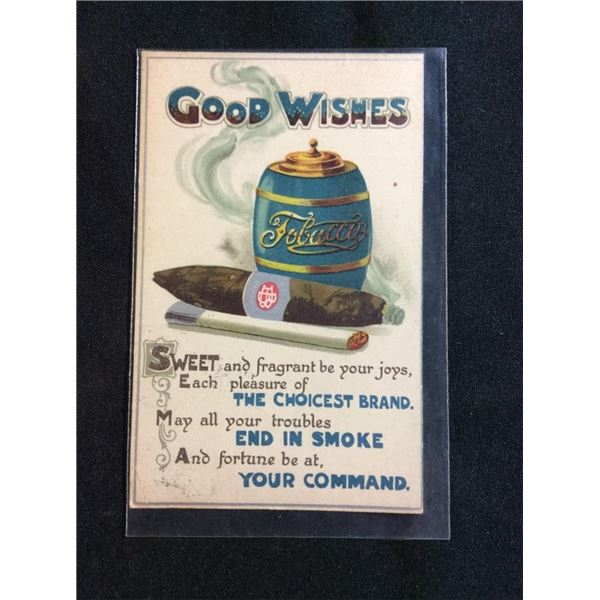 GOOD WISHES
Tobacco
SWEET and fragrant be your joys,
Each pleasure of
THE CHOICEST BRAND.
May all your troubles
END IN SMOKE
And fortune be at,
YOUR COMMAND.